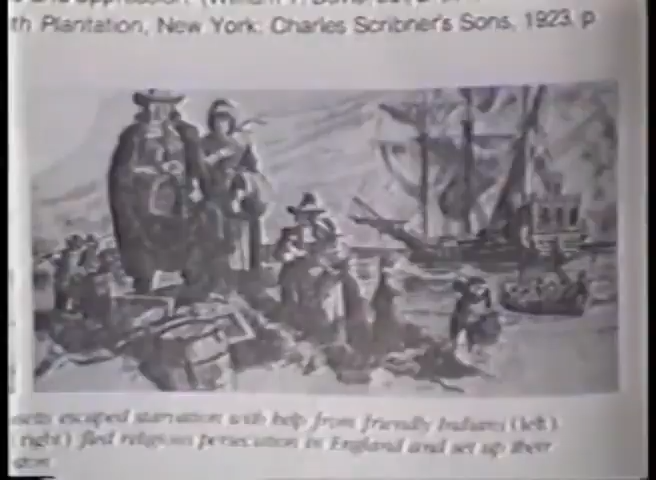 th Plantation, New York: Charles Scribner's Sons, 1923, p
setts escaped starvation with help from friendly Indians (left).
right) fled religious persecution in England and set up their